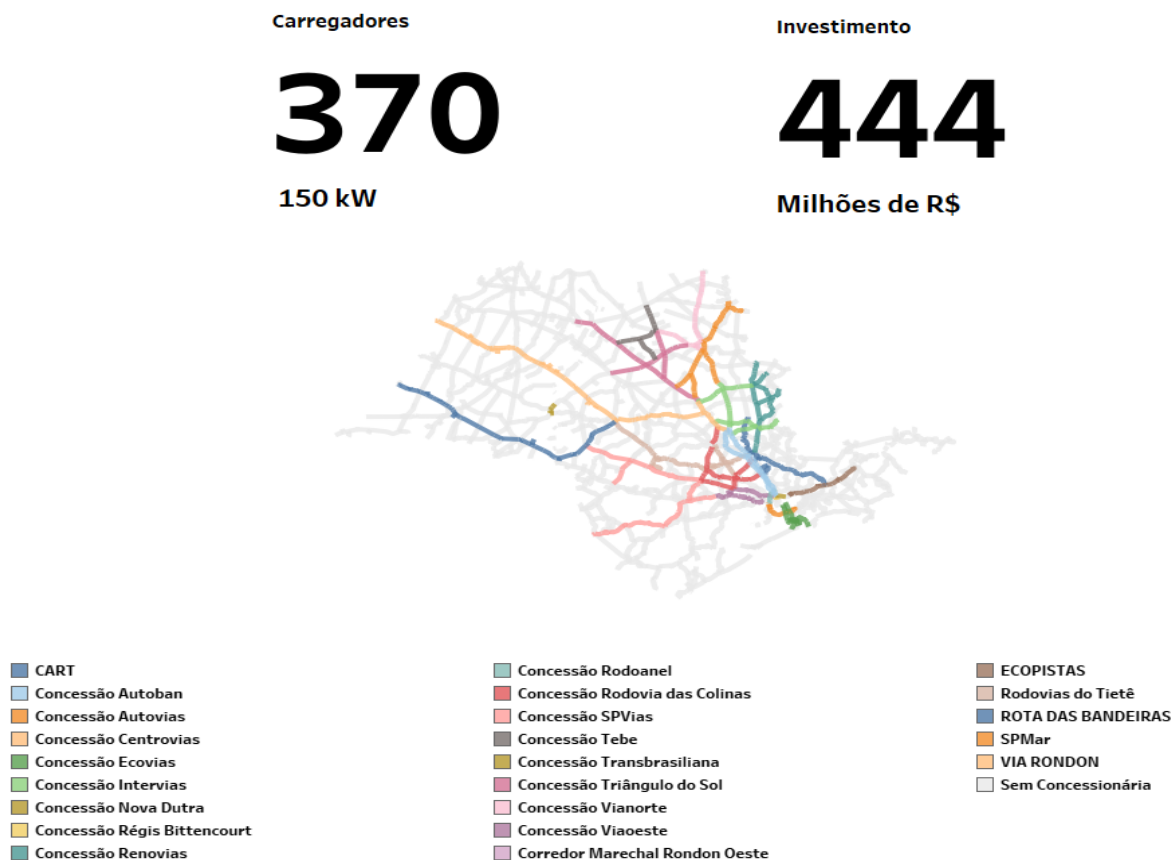 Carregadores
370
150 kW
Investimento
444
Milhões de R$
CART
Concessão Autoban
Concessão Autovias
Concessão Centrovias
Concessão Ecovias
Concessão Intervias
Concessão Nova Dutra
Concessão Régis Bittencourt
Concessão Renovias
Concessão Rodoanel
Concessão Rodovia das Colinas
Concessão SPVias
Concessão Tebe
Concessão Transbrasiliana
Concessão Triângulo do Sol
Concessão Vianorte
Concessão Viaoeste
Corredor Marechal Rondon Oeste
ECOPISTAS
Rodovias do Tietê
ROTA DAS BANDEIRAS
SPMar
VIA RONDON
Sem Concessionária